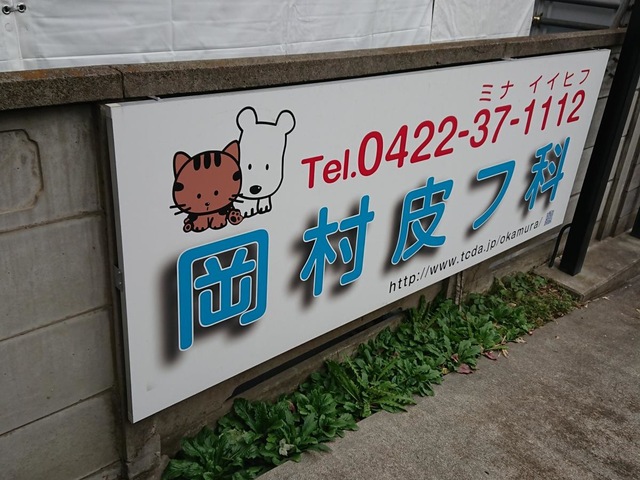 ミナ イイヒフ
Tel.0422-37-1112
岡村皮フ科
http://www.tcda.jp/okamura/